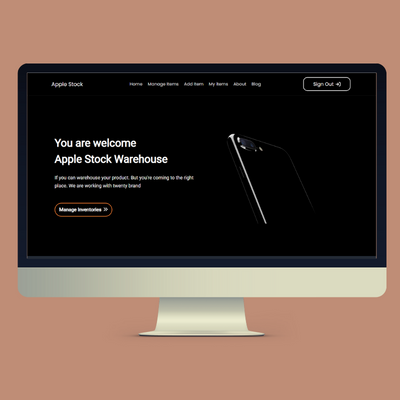 Apple Stock
Home Manage Items Add Item My Items About Blog
Sign Out
You are welcome
Apple Stock Warehouse
If you can warehouse your product. But you're coming to the right
place. We are working with twenty brand
Manage Inventories